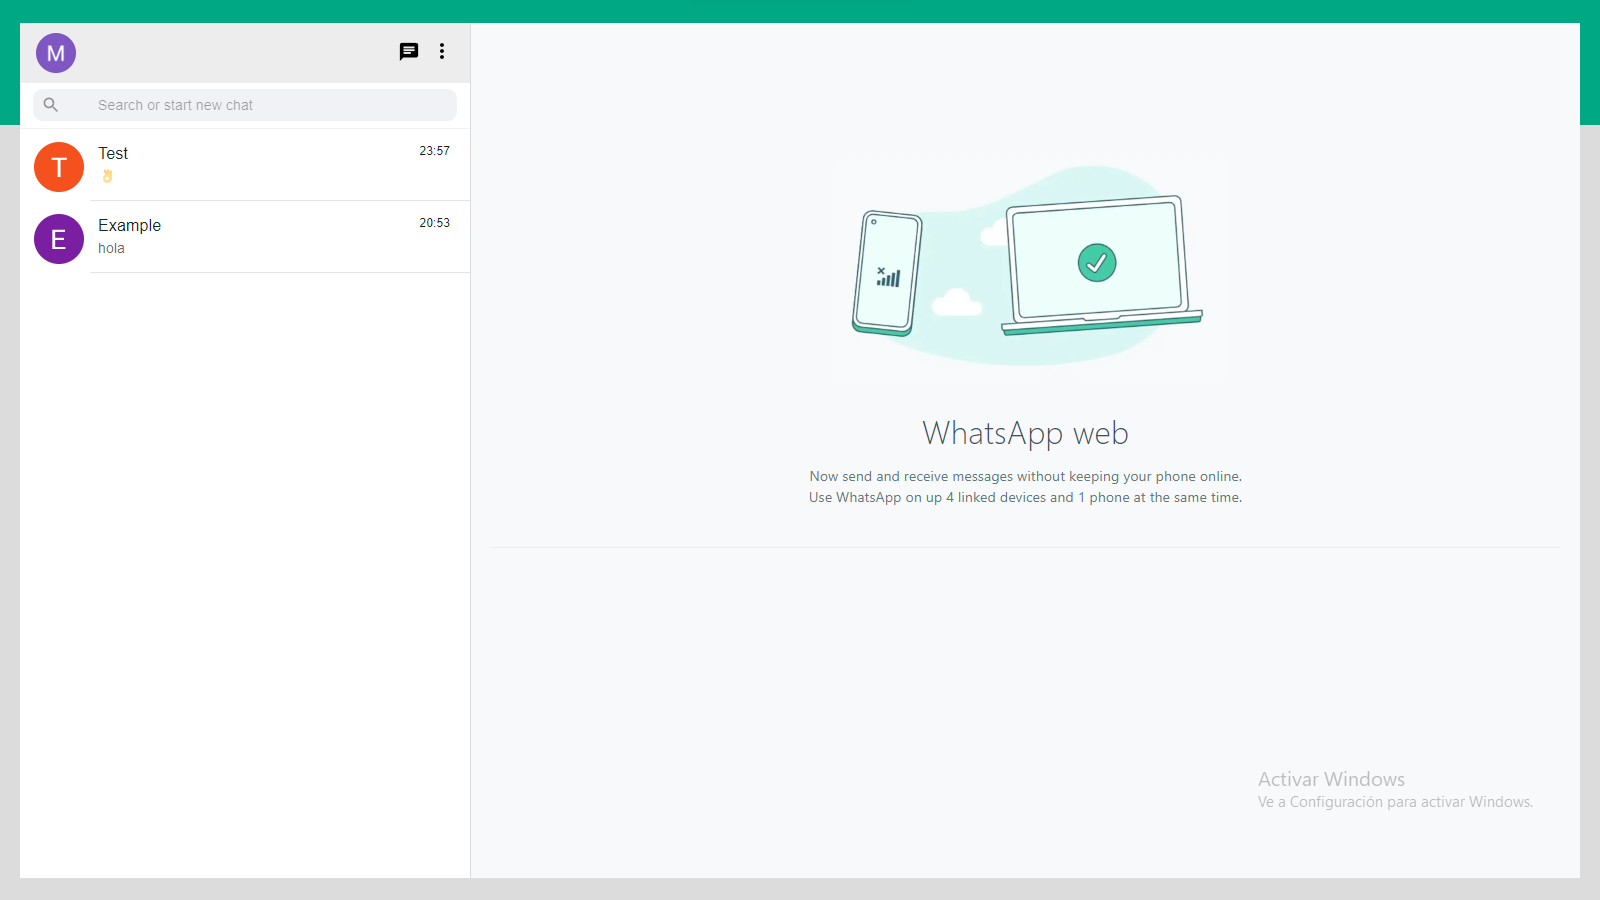 M
Search or start new chat
T
Test
23:57
👌
E
Example
20:53
hola
WhatsApp web
Now send and receive messages without keeping your phone online.
Use WhatsApp on up 4 linked devices and 1 phone at the same time.
Activar Windows
Ve a Configuración para activar Windows.